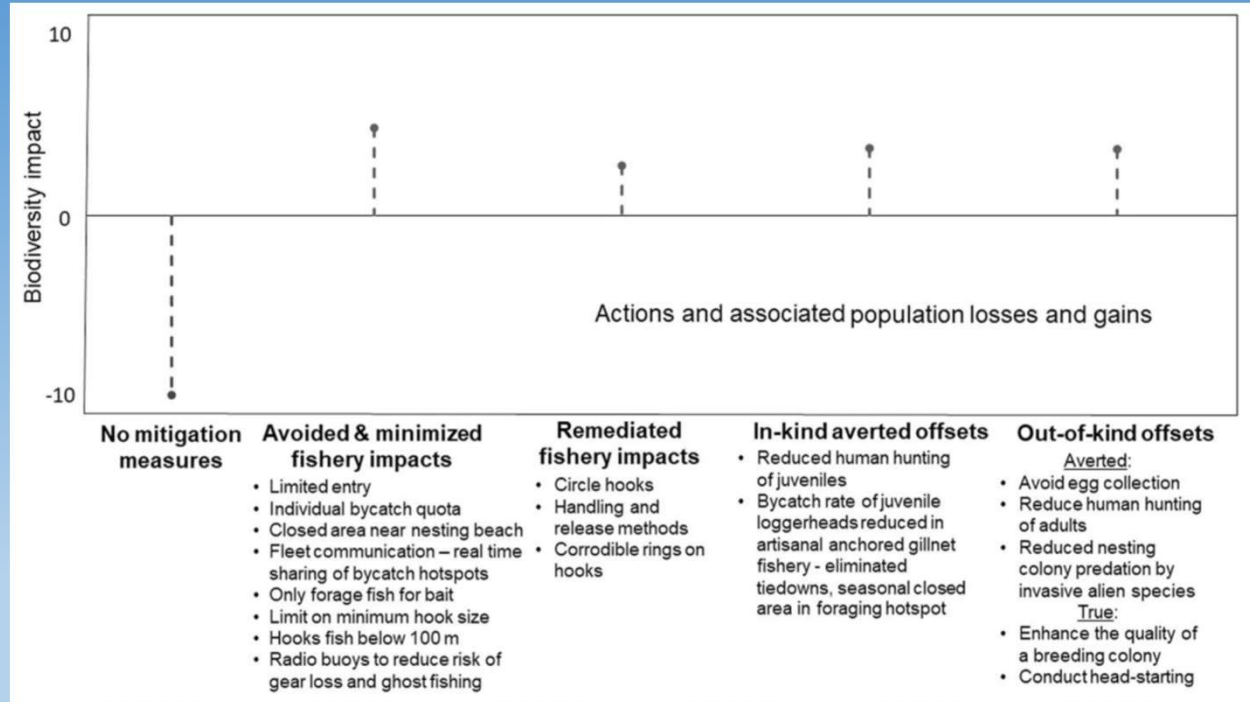 10
Biodiversity impact
0
-10
Actions and associated population losses and gains
No mitigation
measures
Avoided & minimized
fishery impacts
• Limited entry
• Individual bycatch quota
• Closed area near nesting beach
• Fleet communication – real time
sharing of bycatch hotspots
• Only forage fish for bait
• Limit on minimum hook size
• Hooks fish below 100 m
• Radio buoys to reduce risk of
gear loss and ghost fishing
Remediated
fishery impacts
• Circle hooks
• Handling and
release methods
• Corrodible rings on
hooks
In-kind averted offsets
• Reduced human hunting
of juveniles
• Bycatch rate of juvenile
loggerheads reduced in
artisanal anchored gillnet
fishery - eliminated
tiedowns, seasonal closed
area in foraging hotspot
Out-of-kind offsets
Averted:
• Avoid egg collection
• Reduce human hunting
of adults
• Reduced nesting
colony predation by
invasive alien species
True:
• Enhance the quality of
a breeding colony
• Conduct head-starting